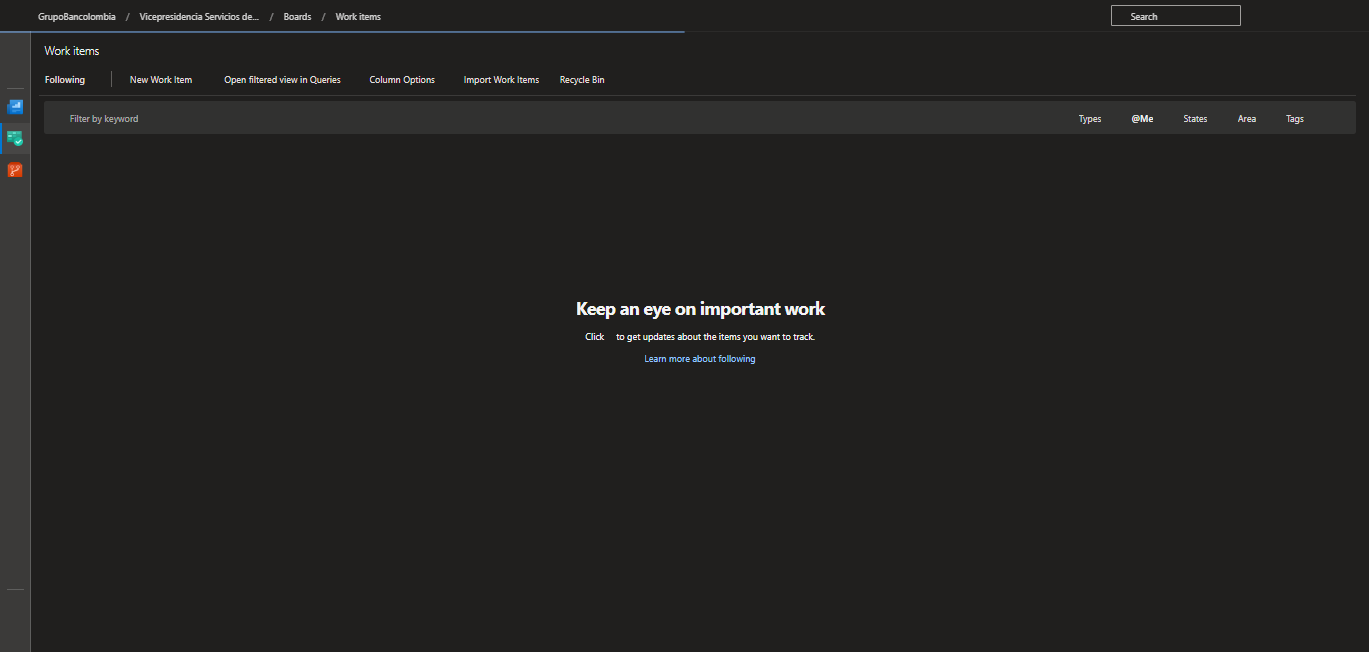 GrupoBancolombia / Vicepresidencia Servicios de... / Boards / Work items
Search
Work items
Following
New Work Item
Open filtered view in Queries
Column Options
Import Work Items
Recycle Bin
Filter by keyword
Types
@Me
States
Area
Tags
Keep an eye on important work
Click to get updates about the items you want to track.
Learn more about following